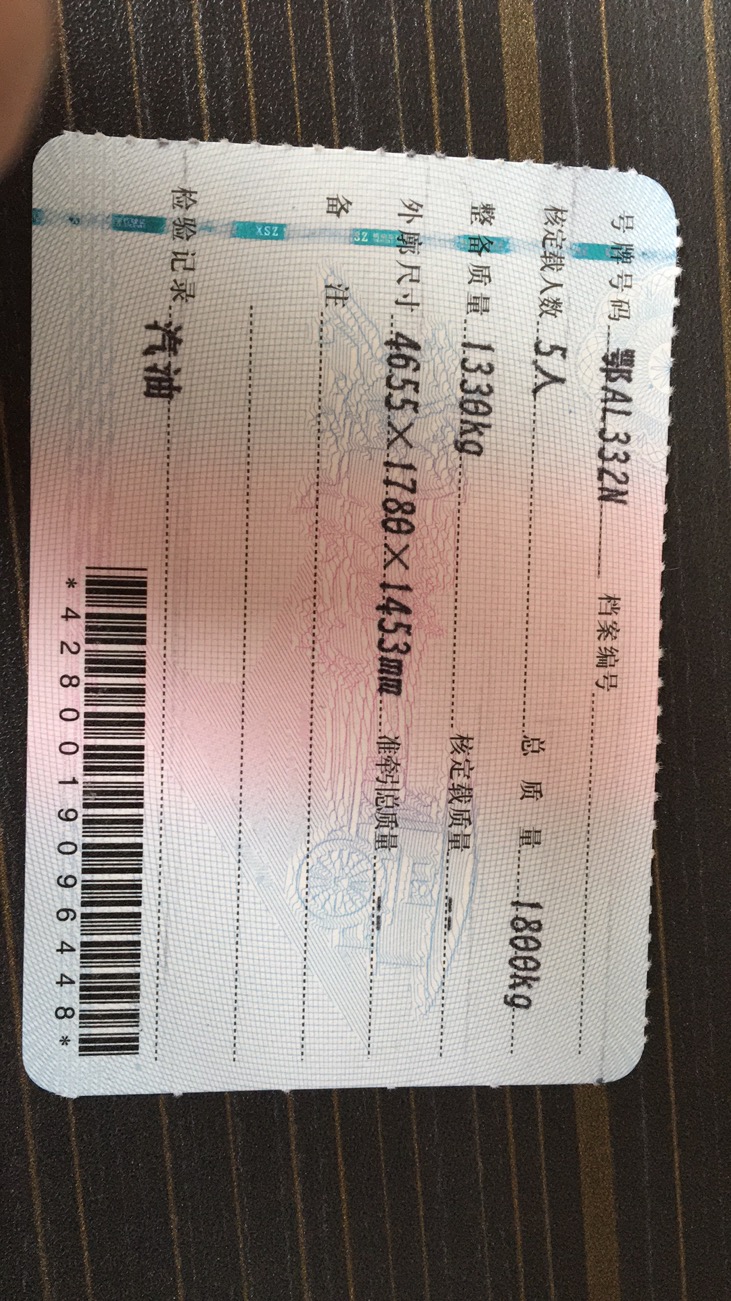 号牌号码 鄂AL332N 档案编号
核定载人数 5人 总质量 1800kg
整备质量 1330kg 核定载质量 --
外廓尺寸 4655×1780×1453mm 准牵引总质量 --
备注
检验记录 汽油
*4280019096448*